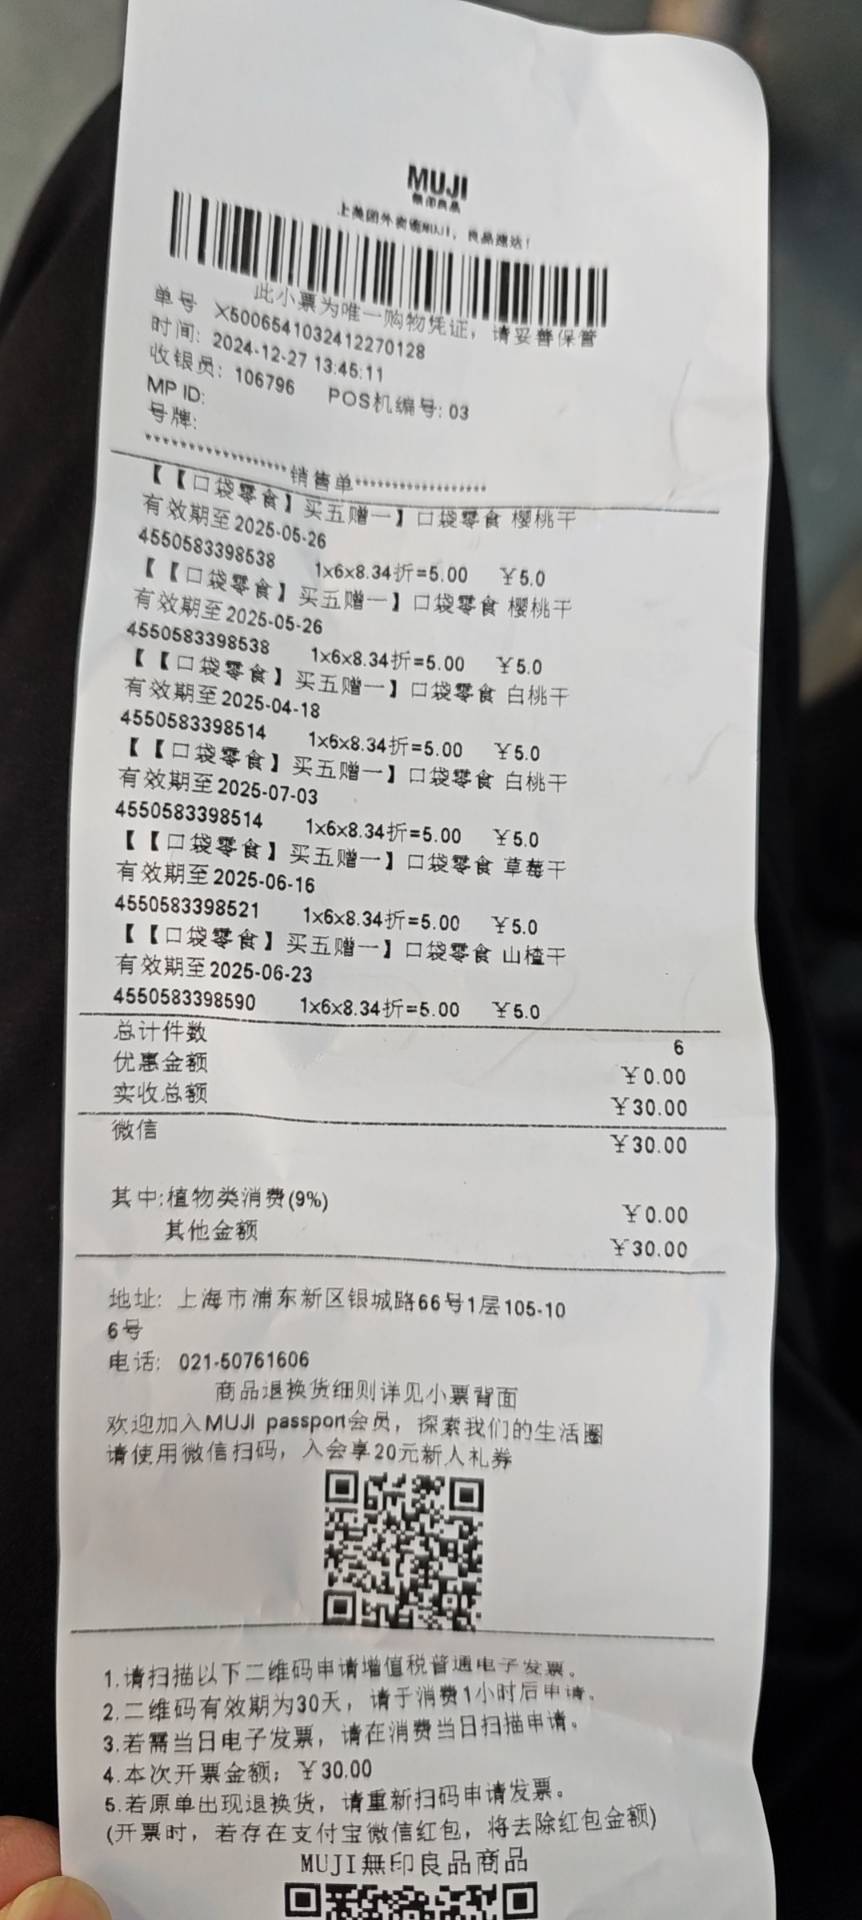 MUJI
無印良品
上美团外卖搜MUJI，良品速达！
此小票为唯一购物凭证，请妥善保管
单号 X5006541032412270128
时间: 2024-12-27 13:45:11
收银员: 106796 POS机编号: 03
MP ID:
号牌:
******************销售单******************
【【口袋零食】买五赠一】口袋零食 樱桃干
有效期至2025-05-26
4550583398538 1x6x8.34折=5.00 ￥5.0
【【口袋零食】买五赠一】口袋零食 樱桃干
有效期至2025-05-26
4550583398538 1x6x8.34折=5.00 ￥5.0
【【口袋零食】买五赠一】口袋零食 白桃干
有效期至2025-04-18
4550583398514 1x6x8.34折=5.00 ￥5.0
【【口袋零食】买五赠一】口袋零食 白桃干
有效期至2025-07-03
4550583398514 1x6x8.34折=5.00 ￥5.0
【【口袋零食】买五赠一】口袋零食 草莓干
有效期至2025-06-16
4550583398521 1x6x8.34折=5.00 ￥5.0
【【口袋零食】买五赠一】口袋零食 山楂干
有效期至2025-06-23
4550583398590 1x6x8.34折=5.00 ￥5.0
总计件数 6
优惠金额 ￥0.00
实收总额 ￥30.00
微信 ￥30.00
其中:植物类消费(9%) ￥0.00
其他金额 ￥30.00
地址: 上海市浦东新区银城路66号1层105-10
6号
电话: 021-50761606
商品退换货细则详见小票背面
欢迎加入MUJI passport会员，探索我们的生活圈
请使用微信扫码，入会享20元新人礼券
1.请扫描以下二维码申请增值税普通电子发票。
2.二维码有效期为30天，请于消费1小时后申请。
3.若需当日电子发票，请在消费当日扫描申请。
4.本次开票金额：￥30.00
5.若原单出现退换货，请重新扫码申请发票。
(开票时，若存在支付宝微信红包，将去除红包金额)
MUJI無印良品商品